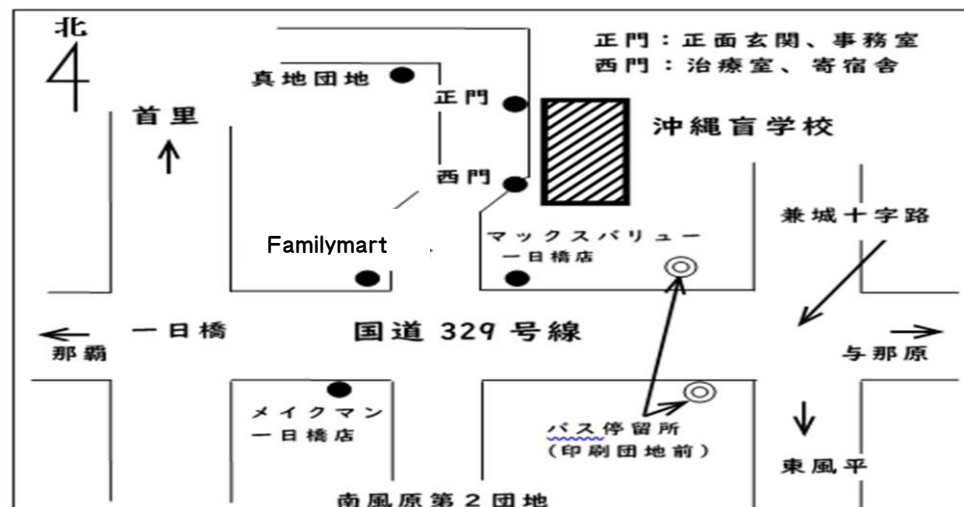 北
正門：正面玄関、事務室
西門：治療室、寄宿舎
真地団地
正門
首里
沖縄盲学校
西門
兼城十字路
Familymart
マックスバリュー
一日橋店
一日橋
国道 329 号線
那覇
与那原
メイクマン
一日橋店
バス停留所
(印刷団地前)
東風平
南風原第２団地